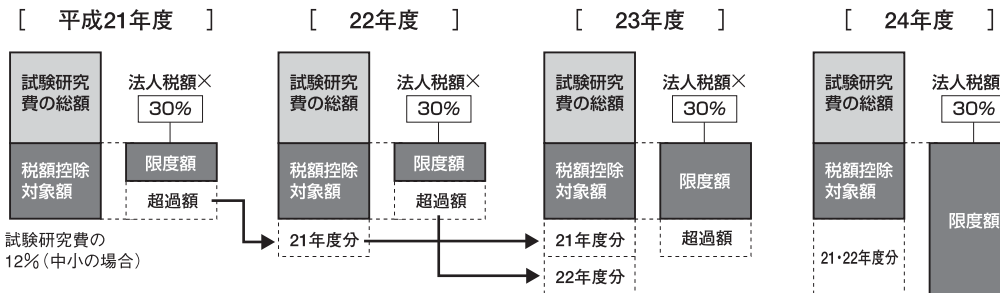 [ 平成21年度 ]
試験研究
費の総額
法人税額×
30%
税額控除
対象額
限度額
超過額
試験研究費の
12%(中小の場合)
[ 22年度 ]
試験研究
費の総額
法人税額×
30%
税額控除
対象額
限度額
超過額
21年度分
[ 23年度 ]
試験研究
費の総額
法人税額×
30%
税額控除
対象額
限度額
超過額
21年度分
22年度分
[ 24年度 ]
試験研究
費の総額
法人税額
30%
税額控除
対象額
限度額
21・22年度分